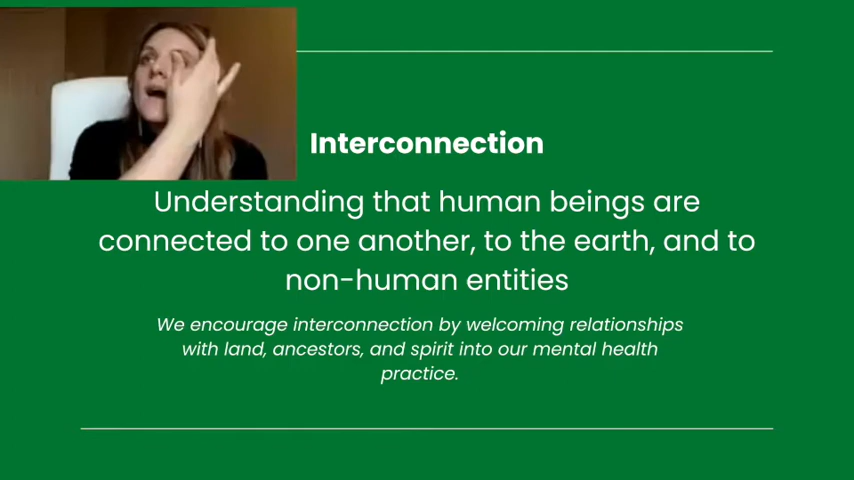 Interconnection
Understanding that human beings are
connected to one another, to the earth, and to
non-human entities
We encourage interconnection by welcoming relationships
with land, ancestors, and spirit into our mental health
practice.